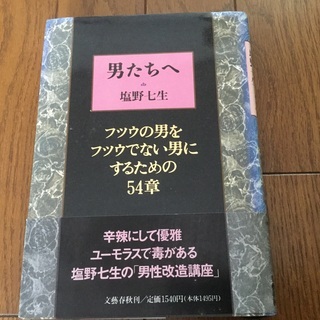 男たちへ
塩野七生
フツウの男を
フツウでない男に
するための
54章
辛辣にして優雅
ユーモラスで毒がある
塩野七生の「男性改造講座」
文藝春秋刊/定価1540円(本体1495円)